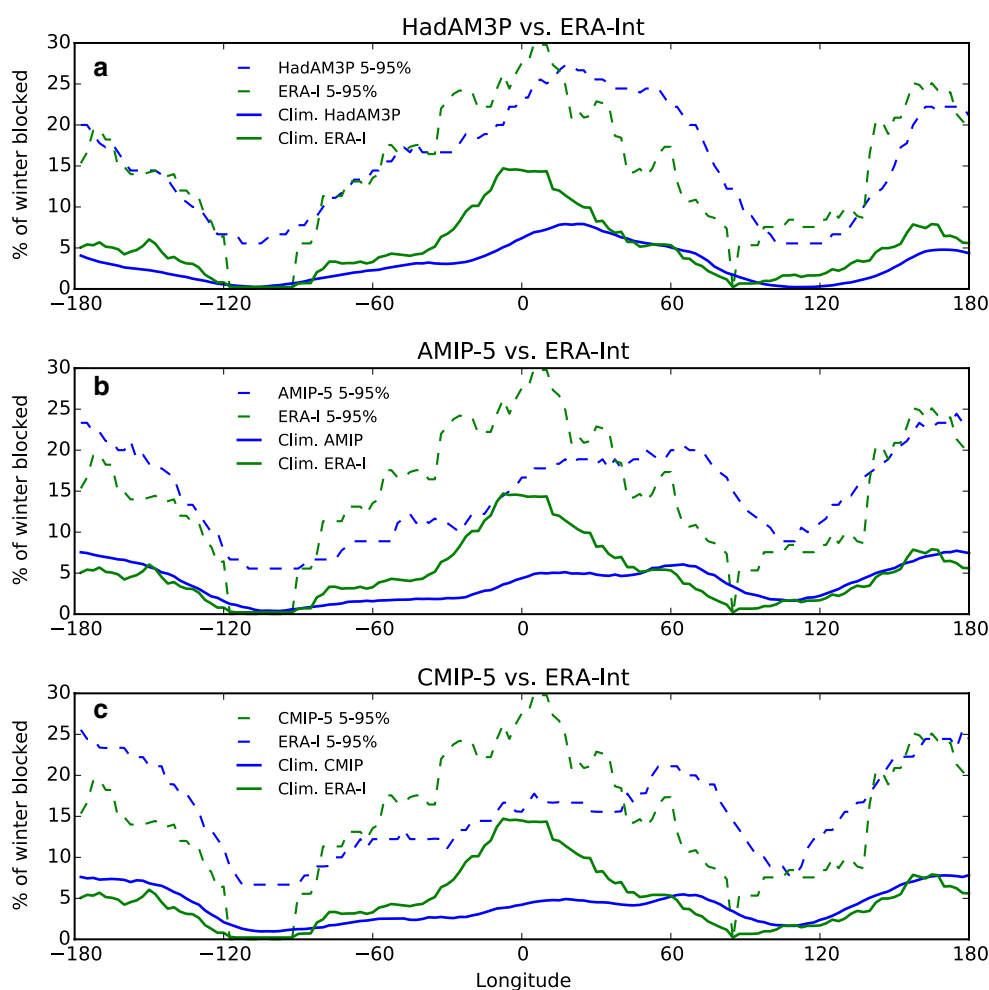 HadAM3P vs. ERA-Int
a
HadAM3P 5-95%
ERA-I 5-95%
Clim. HadAM3P
Clim. ERA-I
% of winter blocked
30
25
20
15
10
5
0
−180
−120
−60
0
60
120
180
AMIP-5 vs. ERA-Int
b
AMIP-5 5-95%
ERA-I 5-95%
Clim. AMIP
Clim. ERA-I
% of winter blocked
30
25
20
15
10
5
0
−180
−120
−60
0
60
120
180
CMIP-5 vs. ERA-Int
c
CMIP-5 5-95%
ERA-I 5-95%
Clim. CMIP
Clim. ERA-I
% of winter blocked
30
25
20
15
10
5
0
−180
−120
−60
0
60
120
180
Longitude